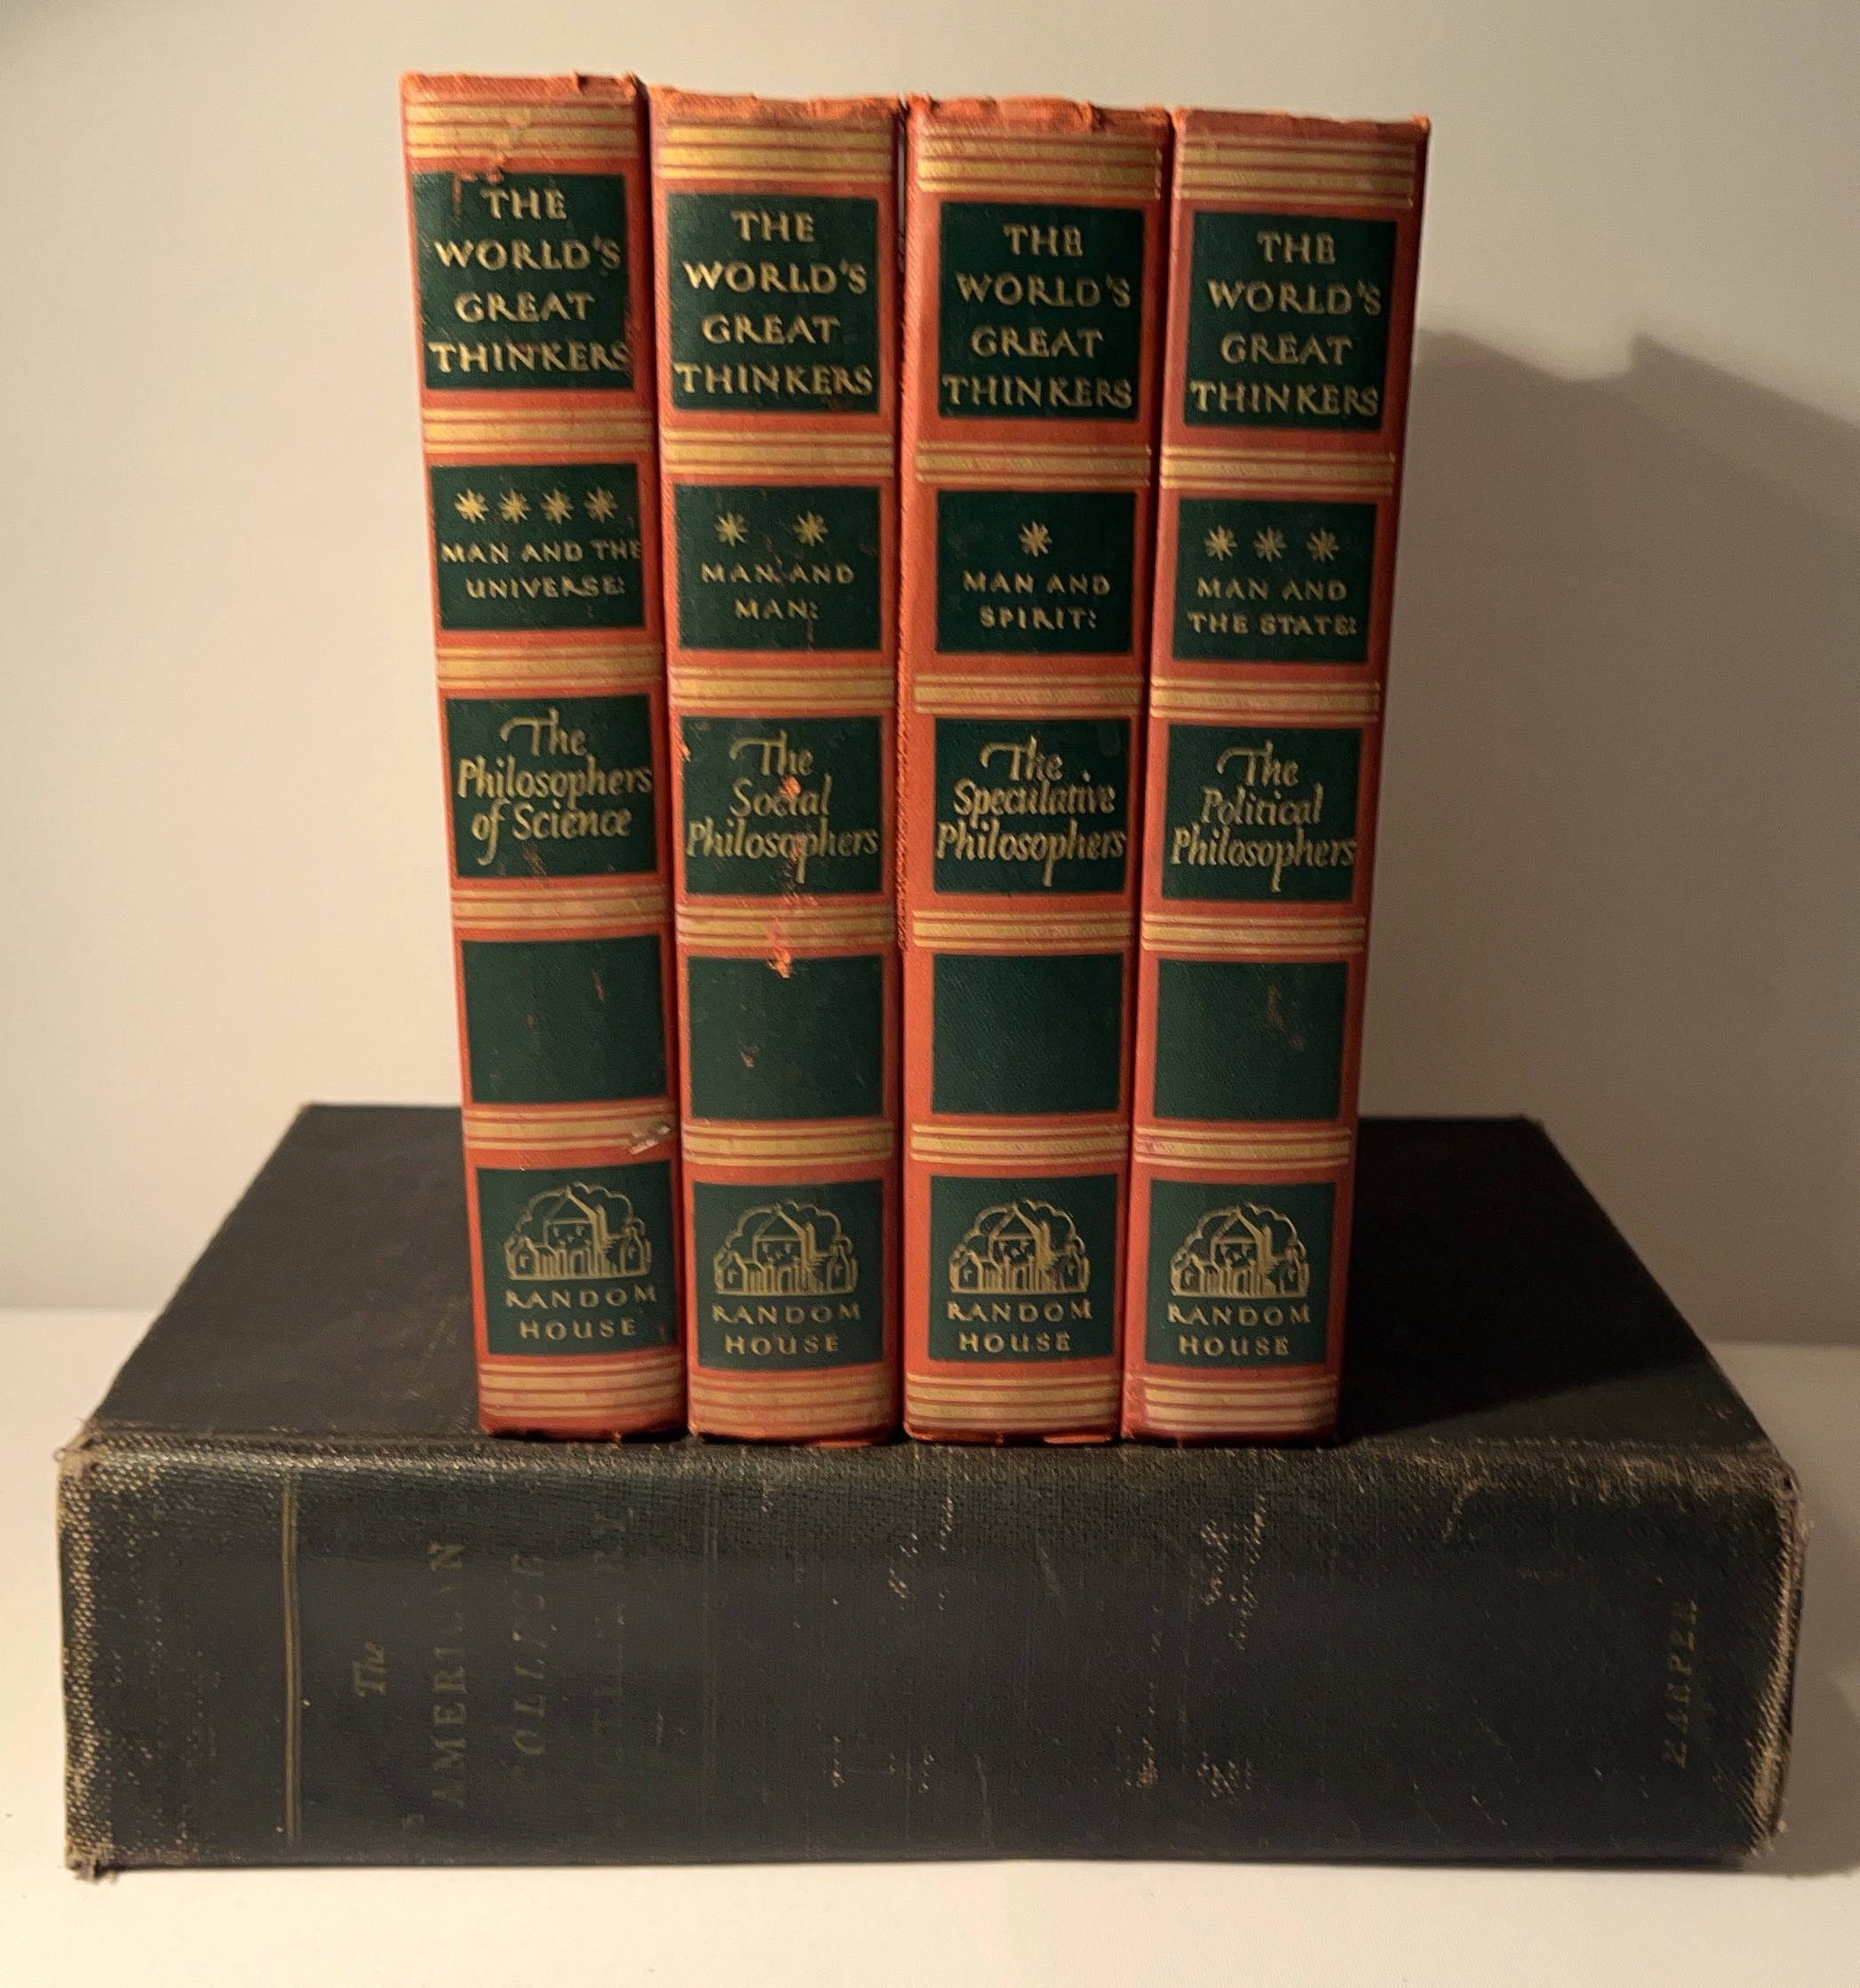 THE
WORLD'S
GREAT
THINKERS
MAN AND THE
UNIVERSE:
The
Philosophers
of Science
RANDOM
HOUSE
THE
WORLD'S
GREAT
THINKERS
MAN AND
MAN:
The
Social
Philosophers
RANDOM
HOUSE
THE
WORLD'S
GREAT
THINKERS
MAN AND
SPIRIT:
The
Speculative
Philosophers
RANDOM
HOUSE
THE
WORLD'S
GREAT
THINKERS
MAN AND
THE STATE:
The
Political
Philosophers
RANDOM
HOUSE
The
AMERICAN
COLLEGE
HARPER